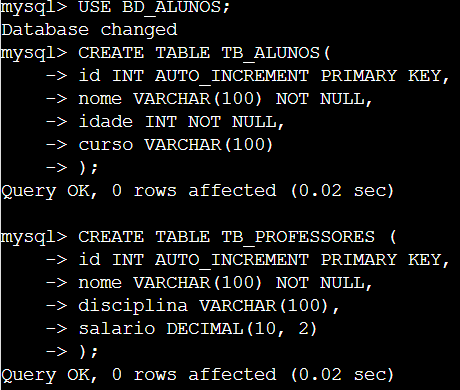 mysql> USE BD_ALUNOS;
Database changed
mysql> CREATE TABLE TB_ALUNOS(
    -> id INT AUTO_INCREMENT PRIMARY KEY,
    -> nome VARCHAR(100) NOT NULL,
    -> idade INT NOT NULL,
    -> curso VARCHAR(100)
    -> );
Query OK, 0 rows affected (0.02 sec)

mysql> CREATE TABLE TB_PROFESSORES (
    -> id INT AUTO_INCREMENT PRIMARY KEY,
    -> nome VARCHAR(100) NOT NULL,
    -> disciplina VARCHAR(100),
    -> salario DECIMAL(10, 2)
    -> );
Query OK, 0 rows affected (0.02 sec)